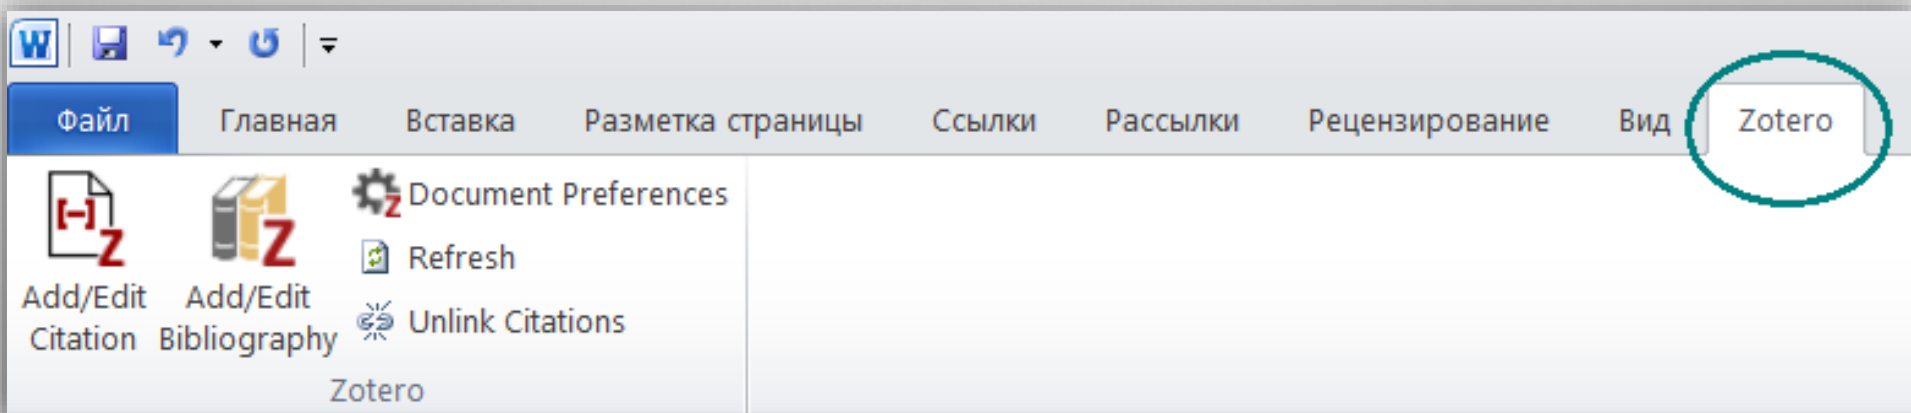 Файл Главная Вставка Разметка страницы Ссылки Рассылки Рецензирование Вид Zotero
Add/Edit Citation
Add/Edit Bibliography
Document Preferences
Refresh
Unlink Citations
Zotero